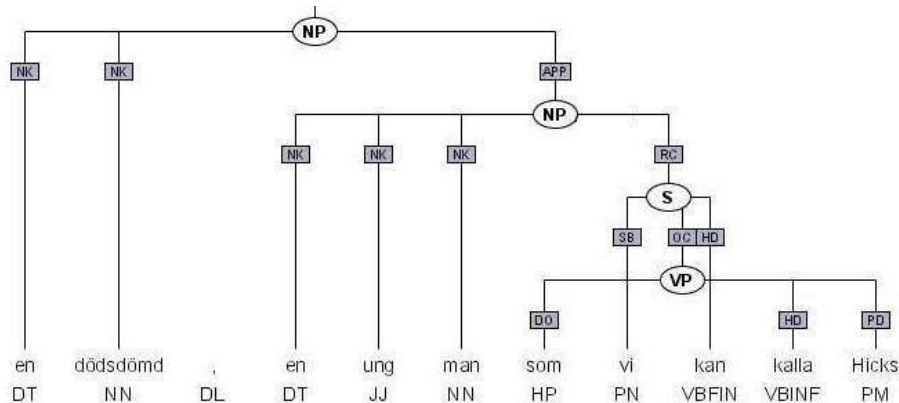 NP
NK NK APP
NP
NK NK NK RC
S
SB OC HD
VP
DO HD PD
en dödsdömd , en ung man som vi kan kalla Hicks
DT NN DL DT JJ NN HP PN VBFIN VBINF PM